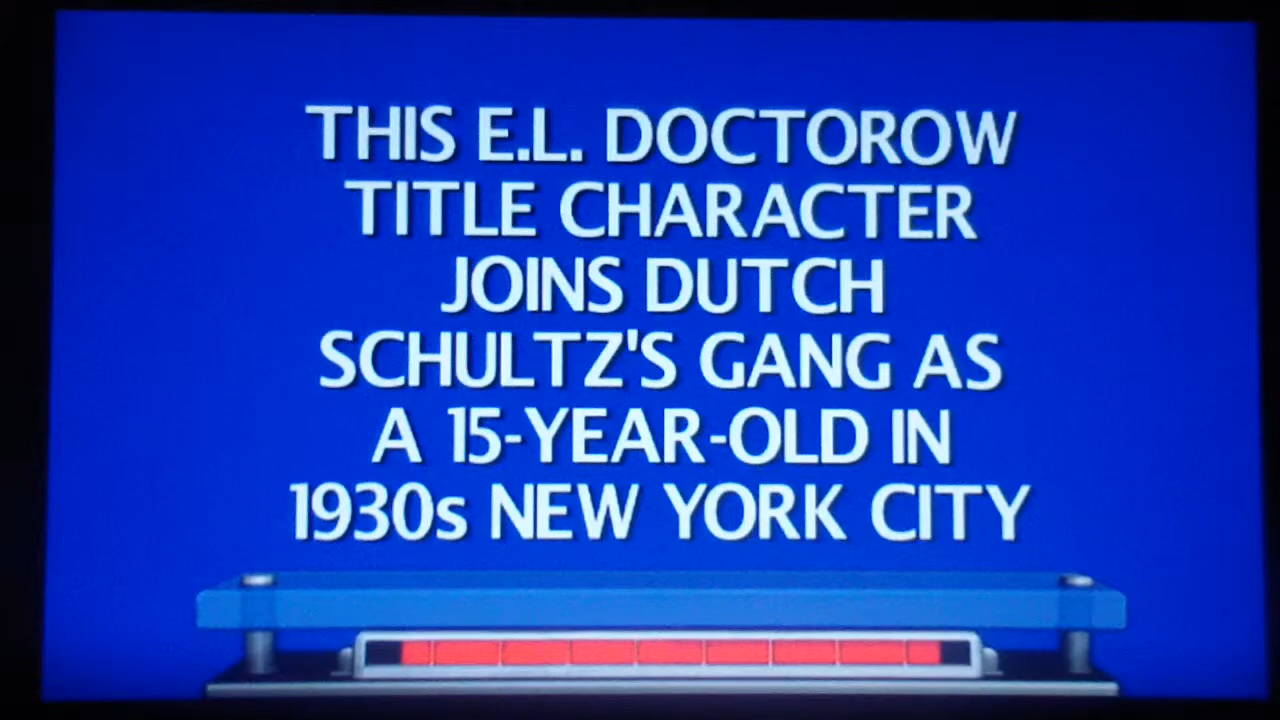 THIS E.L. DOCTOROW
TITLE CHARACTER
JOINS DUTCH
SCHULTZ'S GANG AS
A 15-YEAR-OLD IN
1930s NEW YORK CITY